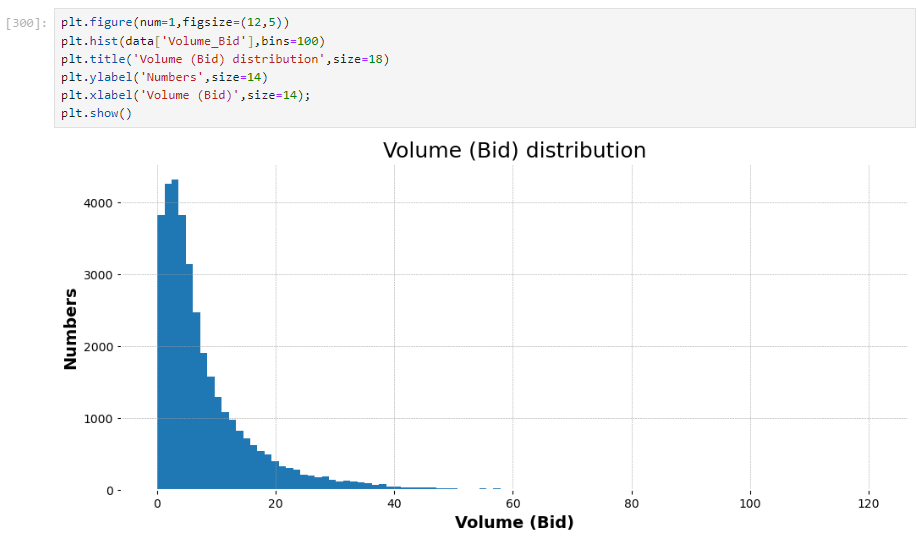 [300]:
plt.figure(num=1,figsize=(12,5))
plt.hist(data['Volume_Bid'],bins=100)
plt.title('Volume (Bid) distribution',size=18)
plt.ylabel('Numbers',size=14)
plt.xlabel('Volume (Bid)',size=14);
plt.show()
Volume (Bid) distribution
4000
3000
2000
1000
0
Numbers
0 20 40 60 80 100 120
Volume (Bid)